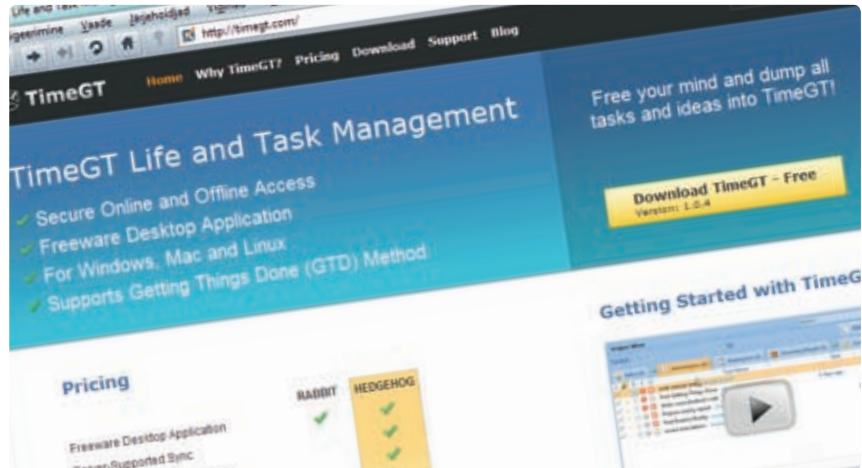 Life and
Vaade Järjehoidjad
http://timegt.com/
TimeGT Home Why TimeGT? Pricing Download Support Blog
TimeGT Life and Task Management
Secure Online and Offline Access
Freeware Desktop Application
For Windows, Mac and Linux
Supports Getting Things Done (GTD) Method
Free your mind and dump all
tasks and ideas into TimeGT!
Download TimeGT - Free
Version: 1.0.4
Pricing
RABBIT HEDGEHOG
Freeware Desktop Application
Server-Supported Sync
Getting Started with TimeG